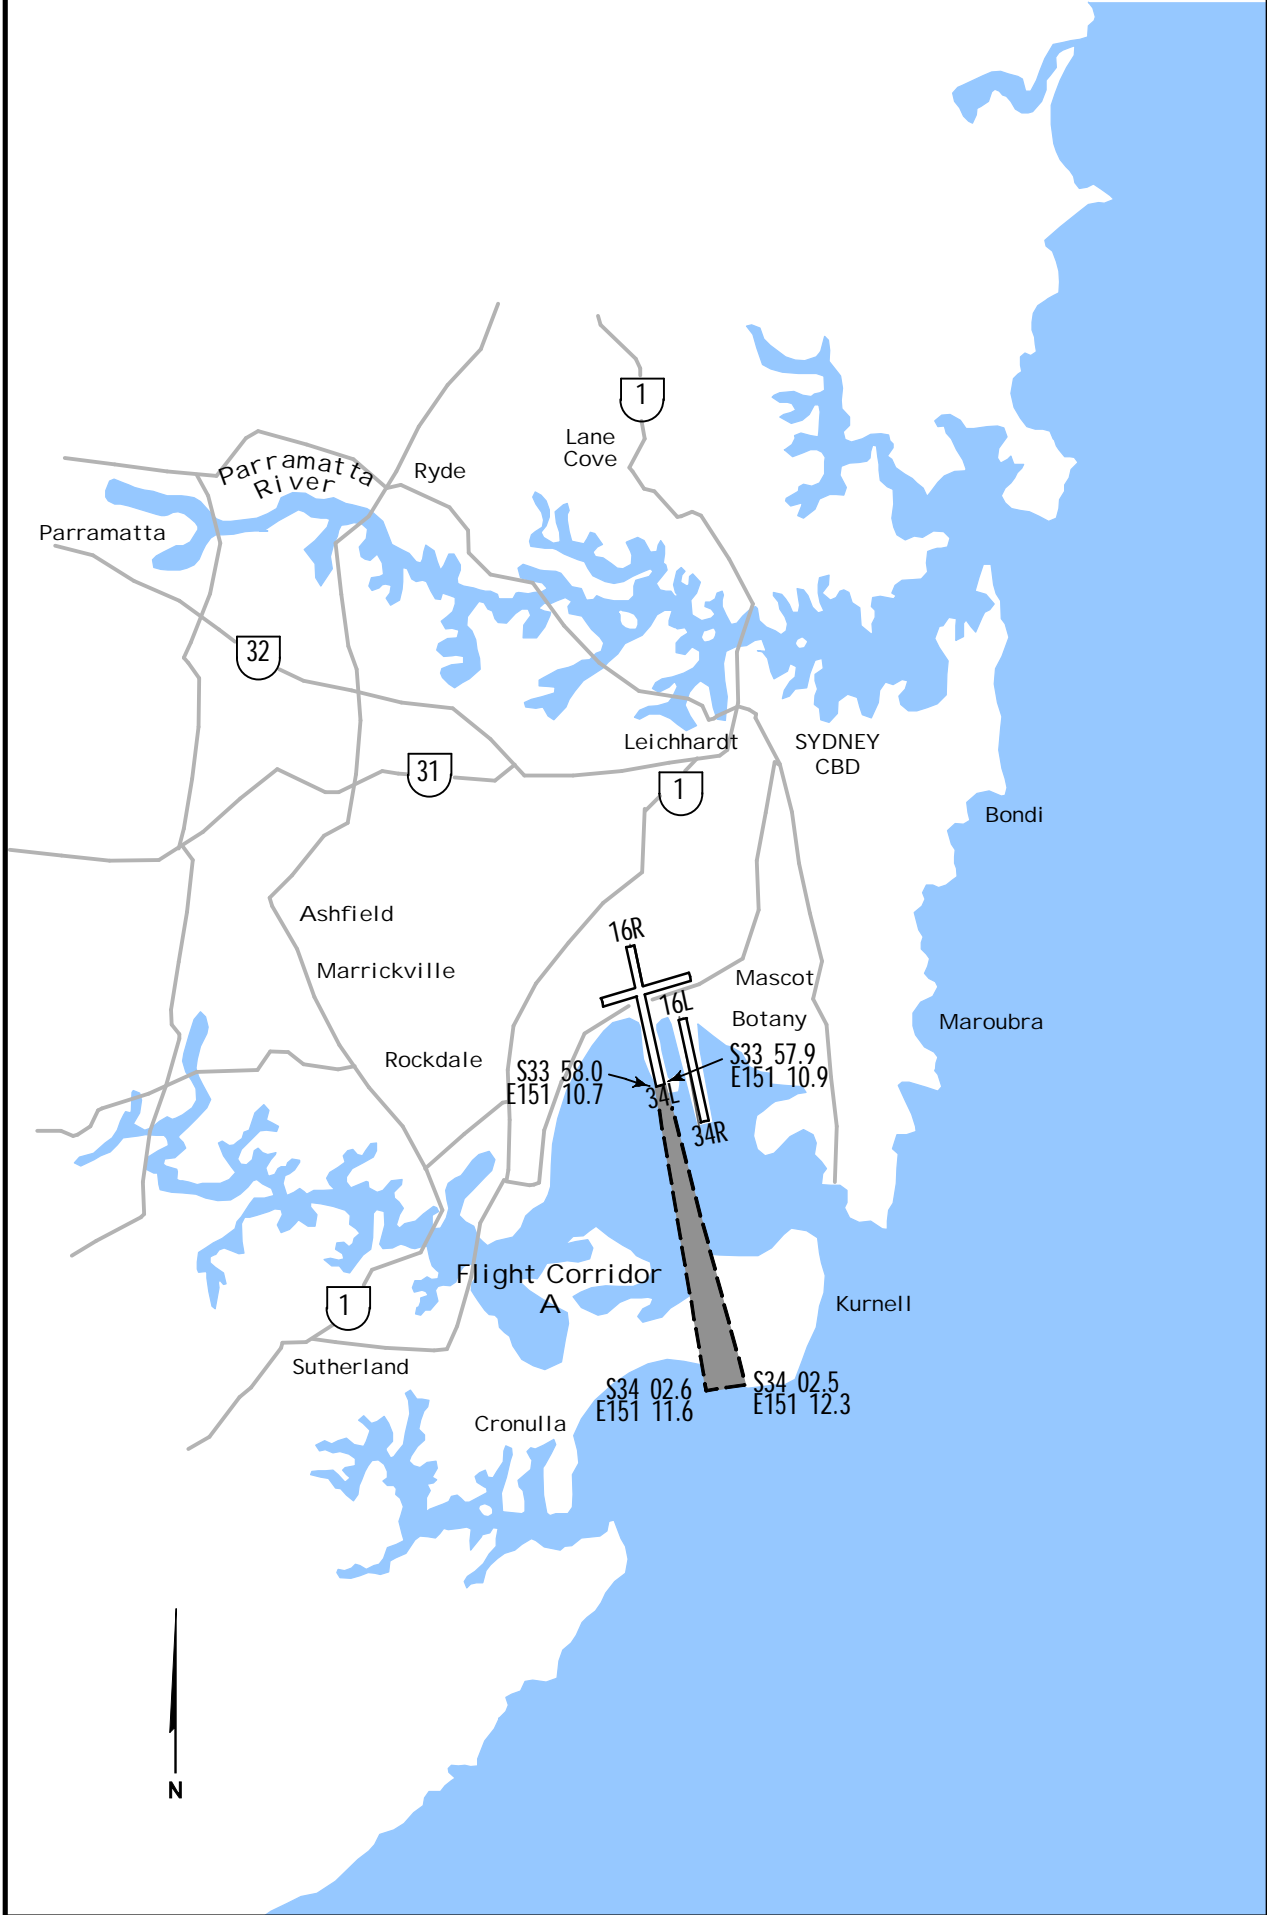 1
Lane
Cove
Parramatta
River
Ryde
Parramatta
32
Leichhardt
SYDNEY
CBD
31
1
Bondi
Ashfield
16R
Marrickville
Mascot
16L
Botany
Maroubra
Rockdale
S33 58.0
E151 10.7
S33 57.9
E151 10.9
34L
34R
Flight Corridor
A
1
Kurnell
Sutherland
S34 02.6
E151 11.6
S34 02.5
E151 12.3
Cronulla
N